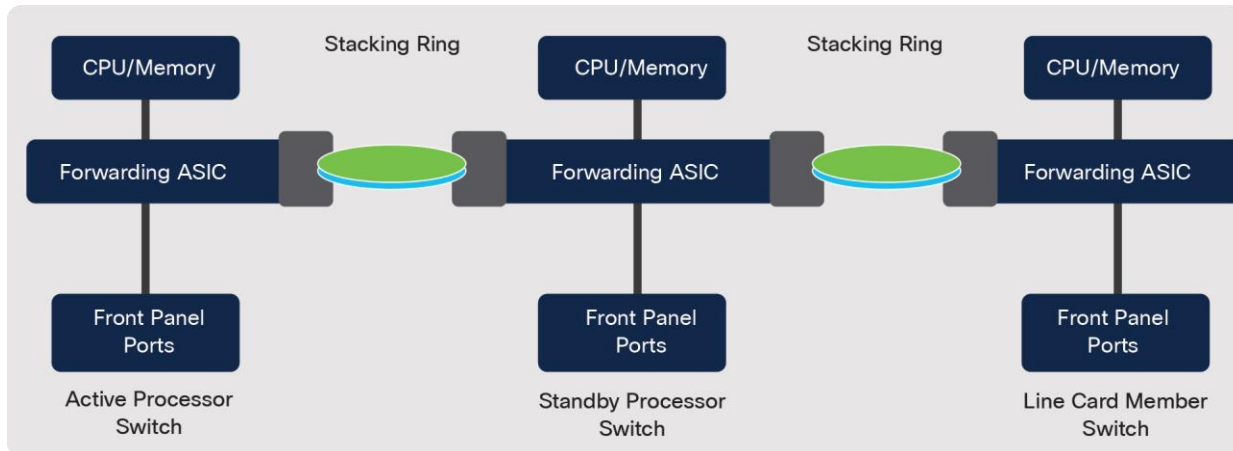 Stacking Ring
Stacking Ring
CPU/Memory
CPU/Memory
CPU/Memory
Forwarding ASIC
Forwarding ASIC
Forwarding ASIC
Front Panel
Ports
Front Panel
Ports
Front Panel
Ports
Active Processor
Switch
Standby Processor
Switch
Line Card Member
Switch